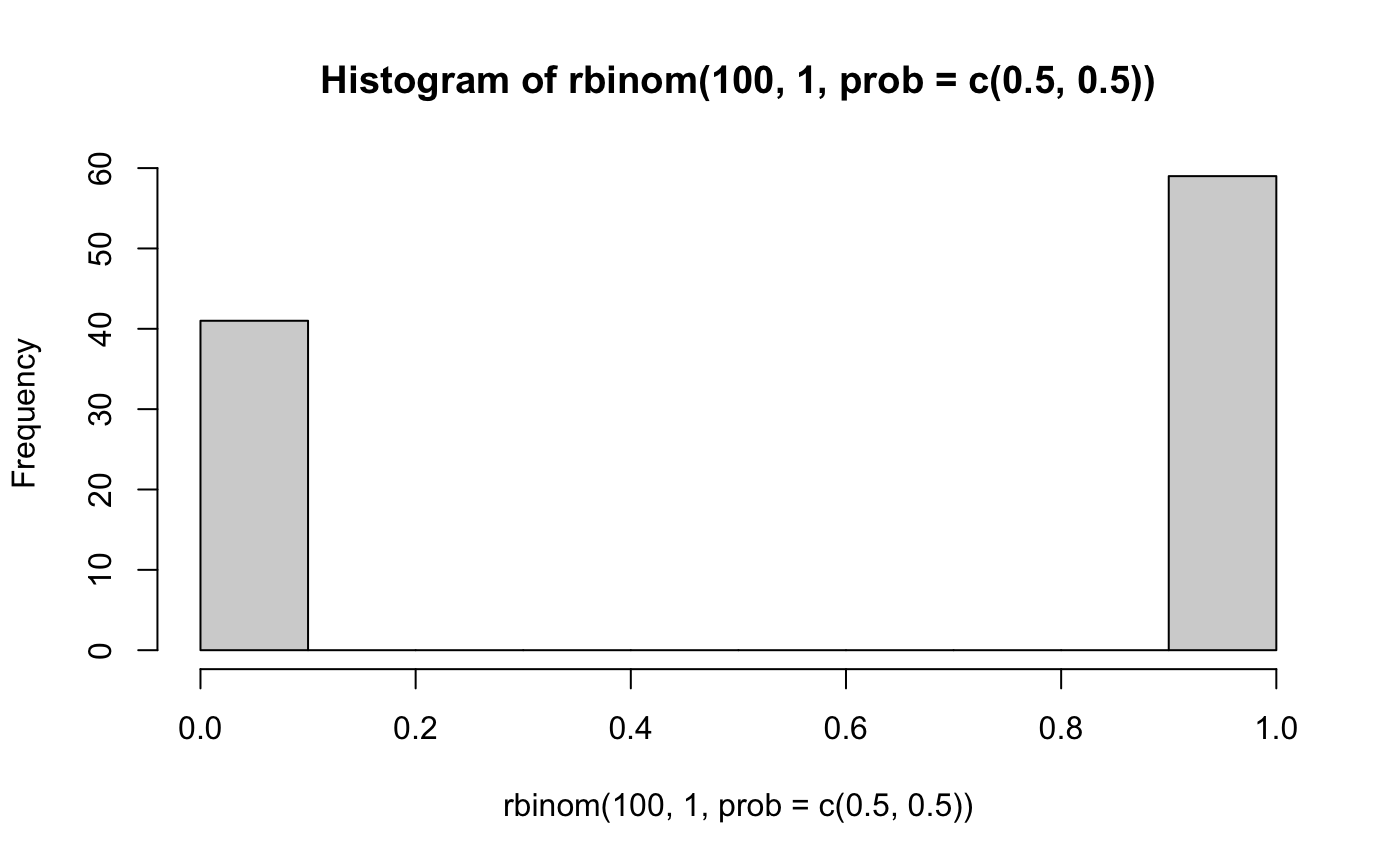 Histogram of rbinom(100, 1, prob = c(0.5, 0.5))
Frequency
60
50
40
30
20
10
0
0.0 0.2 0.4 0.6 0.8 1.0
rbinom(100, 1, prob = c(0.5, 0.5))